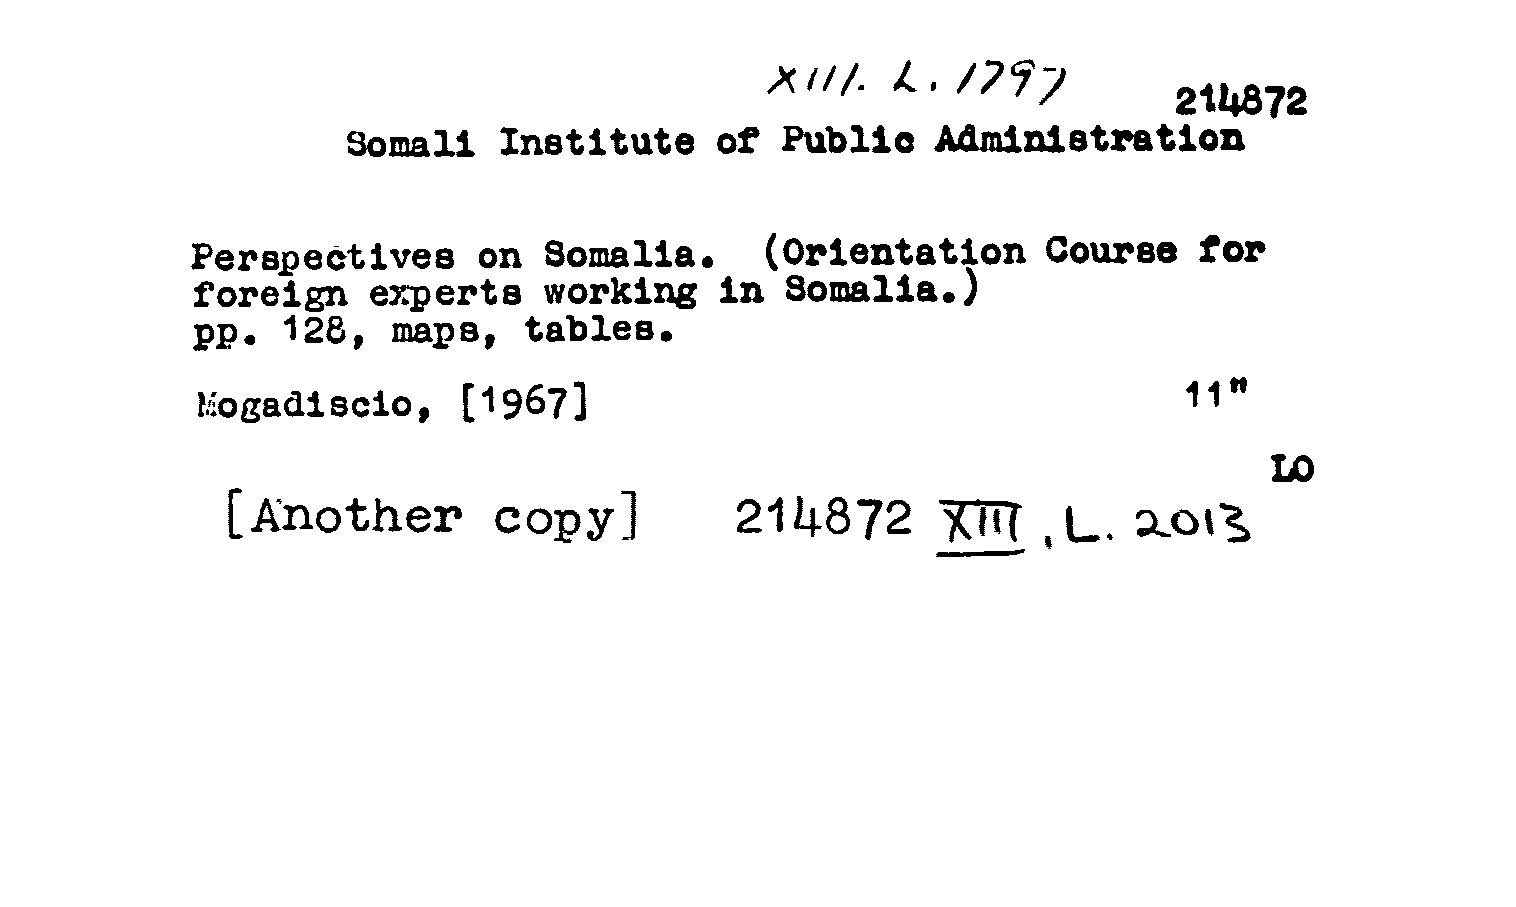 XIII. L. 1797
214872
Somali Institute of Public Administration
Perspectives on Somalia. (Orientation Course for
foreign experts working in Somalia.)
pp. 128, maps, tables.
Mogadiscio, [1967] 11"
LO
[Another copy] 214872 XIII, L. 2013